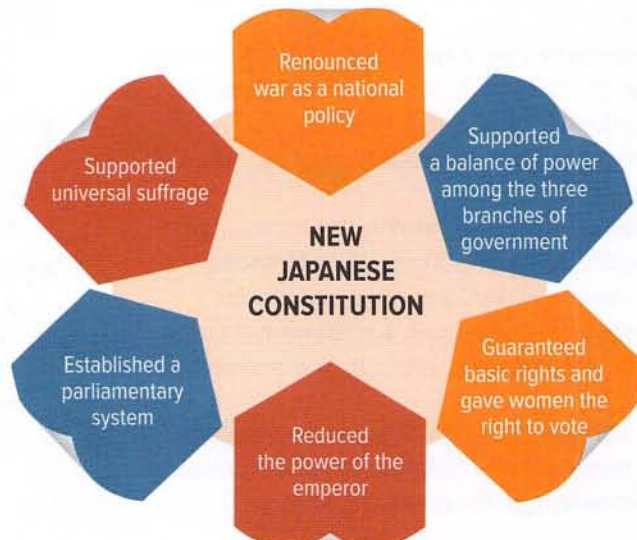 Renounced
war as a national
policy
Supported
a balance of power
among the three
branches of
government
Guaranteed
basic rights and
gave women the
right to vote
Reduced
the power of the
emperor
Established a
parliamentary
system
Supported
universal suffrage
NEW
JAPANESE
CONSTITUTION